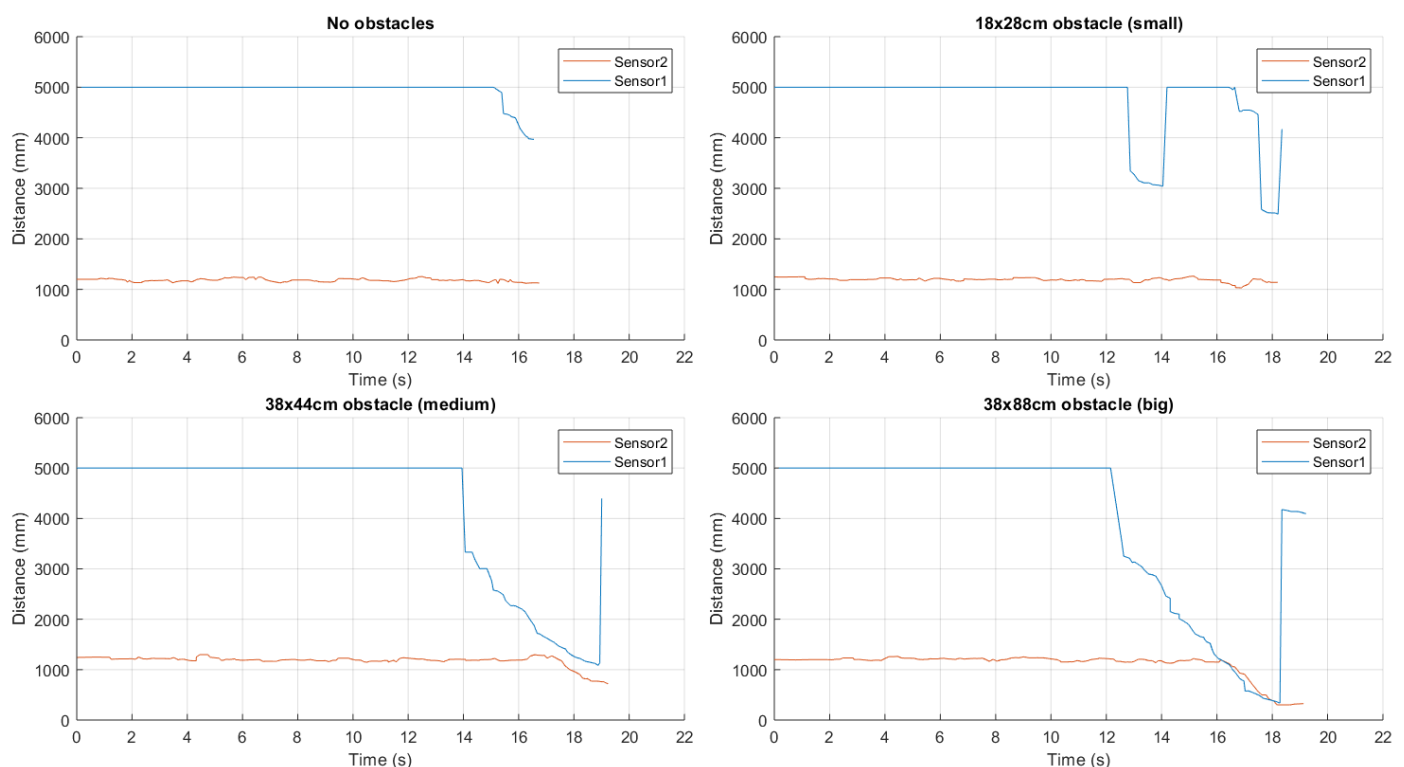 No obstacles
6000
5000
4000
3000
2000
1000
0
Distance (mm)
0 2 4 6 8 10 12 14 16 18 20 22
Time (s)
Sensor2
Sensor1
18x28cm obstacle (small)
6000
5000
4000
3000
2000
1000
0
Distance (mm)
0 2 4 6 8 10 12 14 16 18 20 22
Time (s)
Sensor2
Sensor1
38x44cm obstacle (medium)
6000
5000
4000
3000
2000
1000
0
Distance (mm)
0 2 4 6 8 10 12 14 16 18 20 22
Time (s)
Sensor2
Sensor1
38x88cm obstacle (big)
6000
5000
4000
3000
2000
1000
0
Distance (mm)
0 2 4 6 8 10 12 14 16 18 20 22
Time (s)
Sensor2
Sensor1